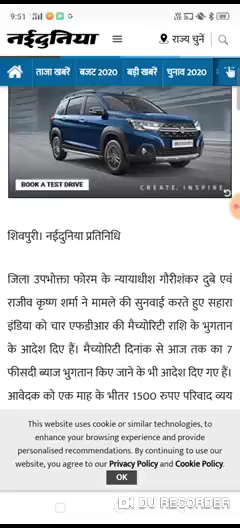 9:51
नईदुनिया
राज्य चुनें
ताजा खबरें बजट 2020 बड़ी खबरें चुनाव 2020
BOOK A TEST DRIVE
CREATE. INSPIRE
शिवपुरी। नईदुनिया प्रतिनिधि
जिला उपभोक्ता फोरम के न्यायाधीश गौरीशंकर दुबे एवं
राजीव कृष्ण शर्मा ने मामले की सुनवाई करते हुए सहारा
इंडिया को चार एफडीआर की मैच्योरिटी राशि के भुगतान
के आदेश दिए हैं। मैच्योरिटी दिनांक से आज तक का 7
फीसदी ब्याज भुगतान किए जाने के भी आदेश दिए गए हैं।
आवेदक को एक माह के भीतर 1500 रुपए परिवाद व्यय
This website uses cookie or similar technologies, to
enhance your browsing experience and provide
personalised recommendations. By continuing to use our
website, you agree to our Privacy Policy and Cookie Policy.
OK
DU RECORDER